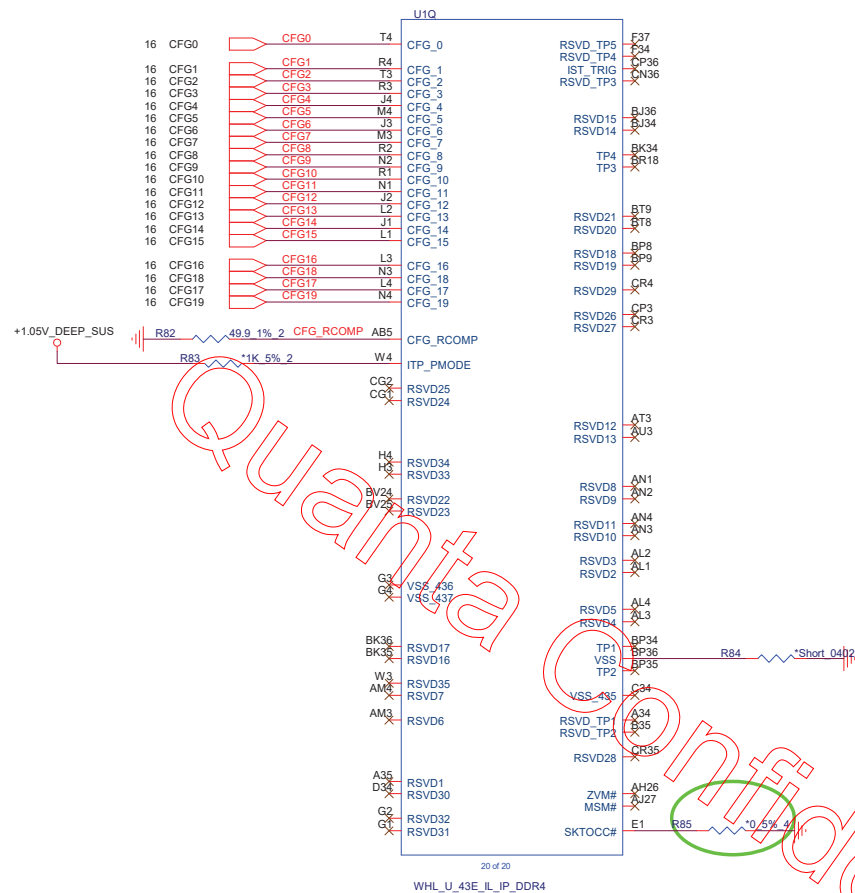 U1Q
16 CFG0 CFG0 T4 CFG_0
16 CFG1 CFG1 R4 CFG_1
16 CFG2 CFG2 T3 CFG_2
16 CFG3 CFG3 R3 CFG_3
16 CFG4 CFG4 J4 CFG_4
16 CFG5 CFG5 M4 CFG_5
16 CFG6 CFG6 J3 CFG_6
16 CFG7 CFG7 M3 CFG_7
16 CFG8 CFG8 R2 CFG_8
16 CFG9 CFG9 N2 CFG_9
16 CFG10 CFG10 R1 CFG_10
16 CFG11 CFG11 N1 CFG_11
16 CFG12 CFG12 J2 CFG_12
16 CFG13 CFG13 L2 CFG_13
16 CFG14 CFG14 J1 CFG_14
16 CFG15 CFG15 L1 CFG_15
16 CFG16 CFG16 L3 CFG_16
16 CFG18 CFG18 N3 CFG_18
16 CFG17 CFG17 L4 CFG_17
16 CFG19 CFG19 N4 CFG_19
+1.05V_DEEP_SUS
R82 49.9_1%_2 CFG_RCOMP AB5 CFG_RCOMP
R83 *1K_5%_2 W4 ITP_PMODE
CG2 RSVD25
CG1 RSVD24
H4 RSVD34
H3 RSVD33
BV24 RSVD22
BV25 RSVD23
G3 VSS_436
G4 VSS_437
BK36 RSVD17
BK35 RSVD16
W3 RSVD35
AM4 RSVD7
AM3 RSVD6
A35 RSVD1
D34 RSVD30
G2 RSVD32
G1 RSVD31
RSVD_TP5 F37
RSVD_TP4 F34
IST_TRIG CP36
RSVD_TP3 CN36
RSVD15 BJ36
RSVD14 BJ34
TP4 BK34
TP3 BR18
RSVD21 BT9
RSVD20 BT8
RSVD18 BP8
RSVD19 BP9
RSVD29 CR4
RSVD26 CP3
RSVD27 CR3
RSVD12 AT3
RSVD13 AU3
RSVD8 AN1
RSVD9 AN2
RSVD11 AN4
RSVD10 AN3
RSVD3 AL2
RSVD2 AL1
RSVD5 AL4
RSVD4 AL3
TP1 BP34
VSS BP36 R84 *Short_0402
TP2 BP35
VSS_435 C34
RSVD_TP1 A34
RSVD_TP2 B35
RSVD28 CR35
ZVM# AH26
MSM# AJ27
SKTOCC# E1 R85 *0_5%_4
20 of 20
WHL_U_43E_IL_IP_DDR4
Quanta Confid